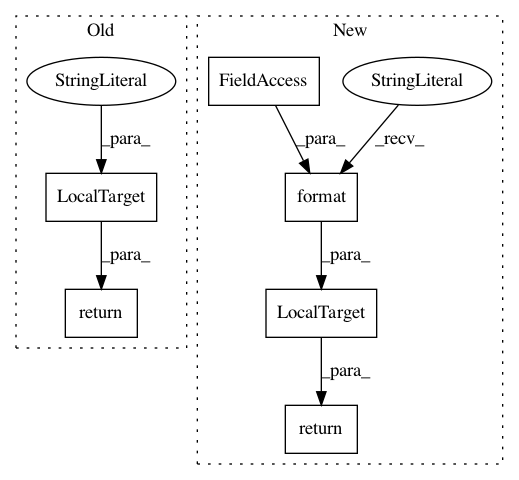 Old
New
StringLiteral
FieldAccess
StringLiteral
_para_
_para_
_recv_
LocalTarget
format
_para_
_para_
return
LocalTarget
_para_
return